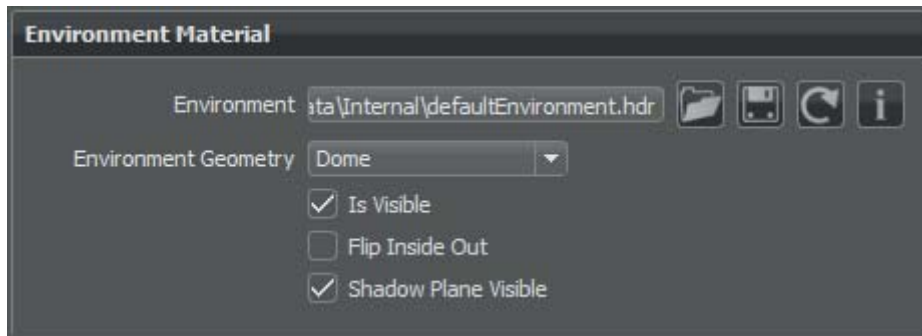 Environment Material
Environment ata\Internal\defaultEnvironment.hdr
Environment Geometry Dome
Is Visible
Flip Inside Out
Shadow Plane Visible